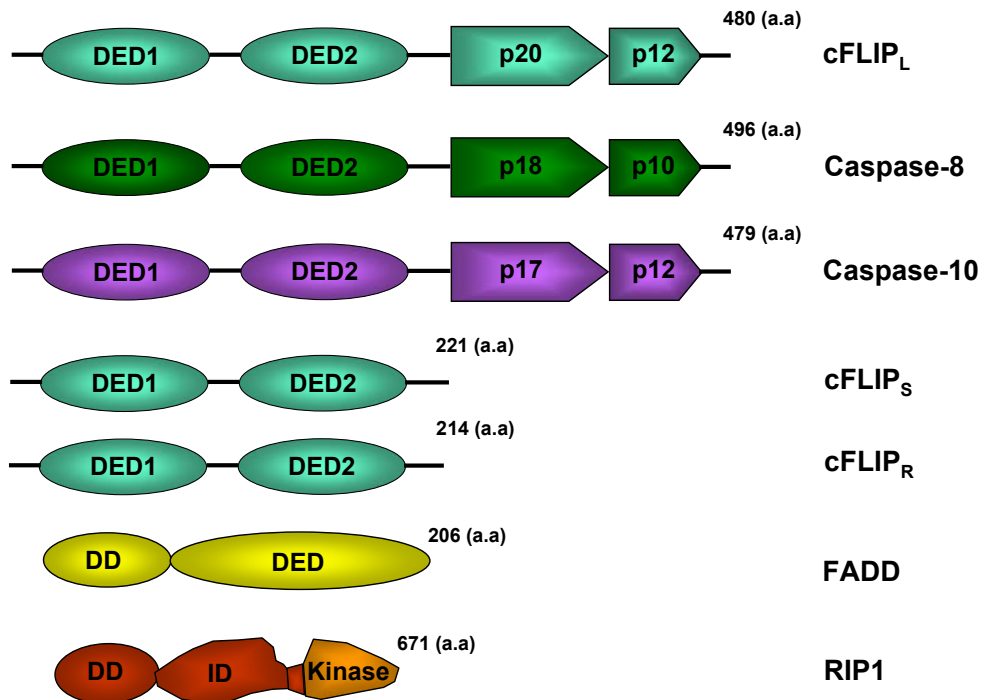 480 (a.a)
DED1 DED2 p20 p12 cFLIPL
496 (a.a)
DED1 DED2 p18 p10 Caspase-8
479 (a.a)
DED1 DED2 p17 p12 Caspase-10
221 (a.a)
DED1 DED2 cFLIPS
214 (a.a)
DED1 DED2 cFLIPR
206 (a.a)
DD DED FADD
671 (a.a)
DD ID Kinase RIP1